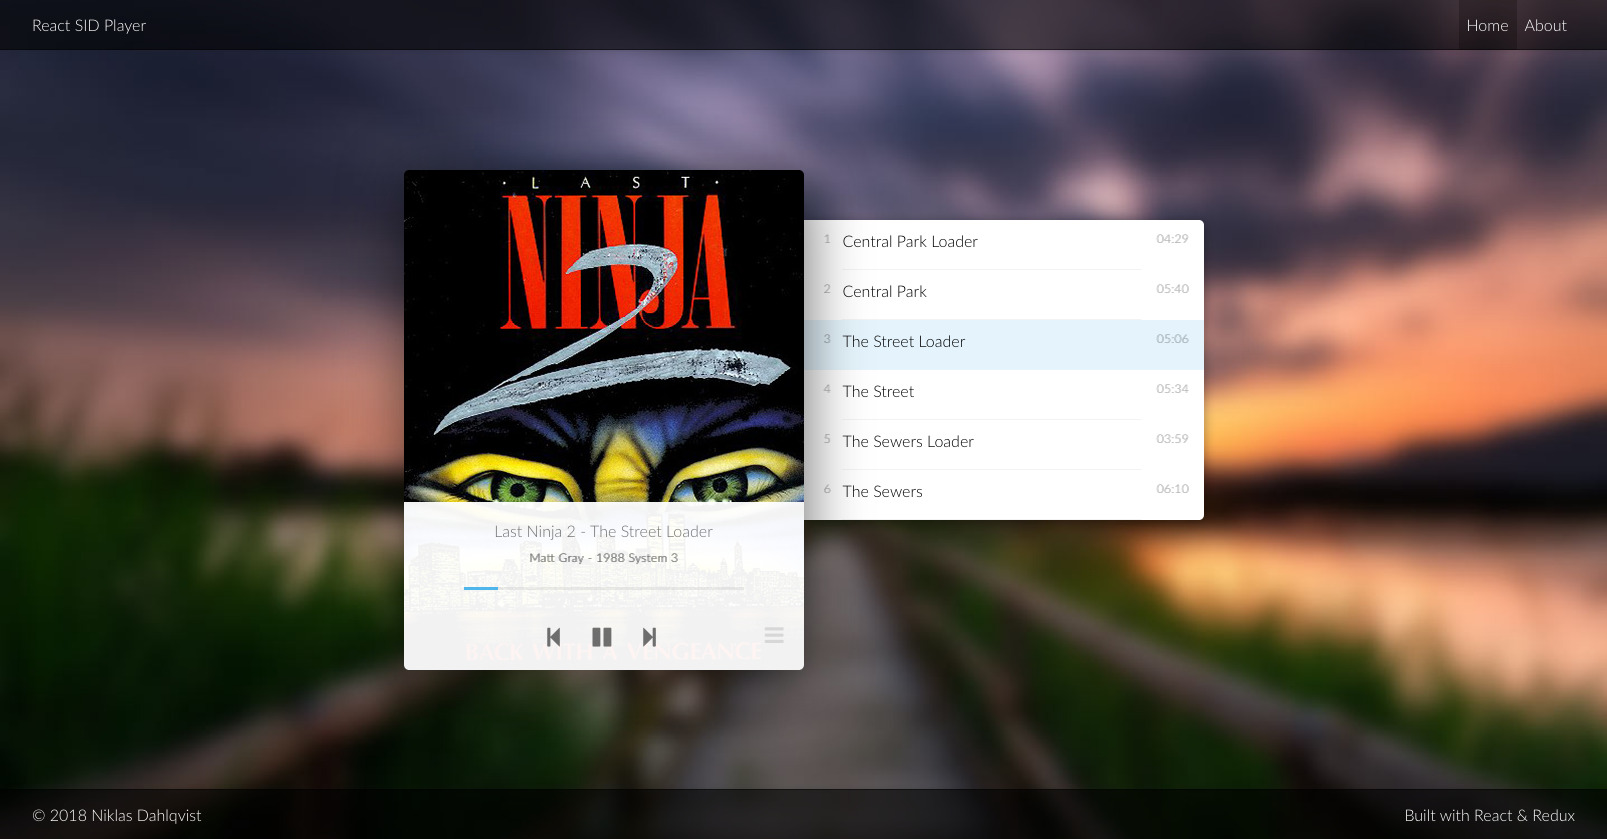 React SID Player
Home
About
· L A S T ·
NINJA
2
1 Central Park Loader 04:29
2 Central Park 05:40
3 The Street Loader 05:06
4 The Street 05:34
5 The Sewers Loader 03:59
6 The Sewers 06:10
Last Ninja 2 - The Street Loader
Matt Gray - 1988 System 3
BACK WITH A VENGEANCE
© 2018 Niklas Dahlqvist
Built with React & Redux